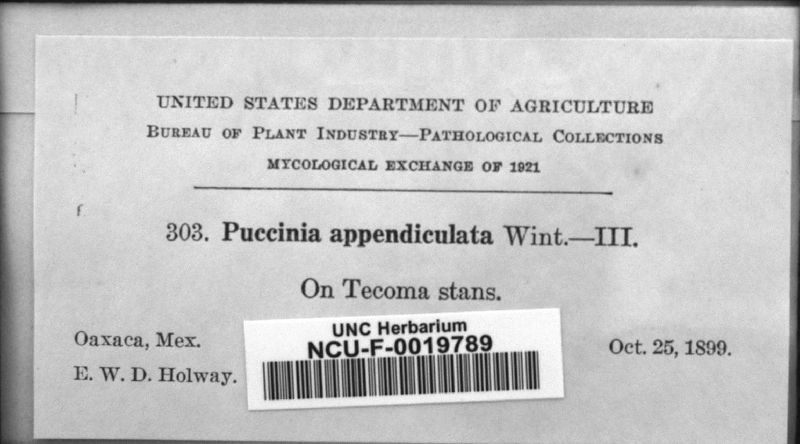 UNITED STATES DEPARTMENT OF AGRICULTURE
BUREAU OF PLANT INDUSTRY—PATHOLOGICAL COLLECTIONS
MYCOLOGICAL EXCHANGE OF 1921
303. Puccinia appendiculata Wint.—III.
On Tecoma stans.
Oaxaca, Mex.
Oct. 25, 1899.
E. W. D. Holway.
UNC Herbarium
NCU-F-0019789